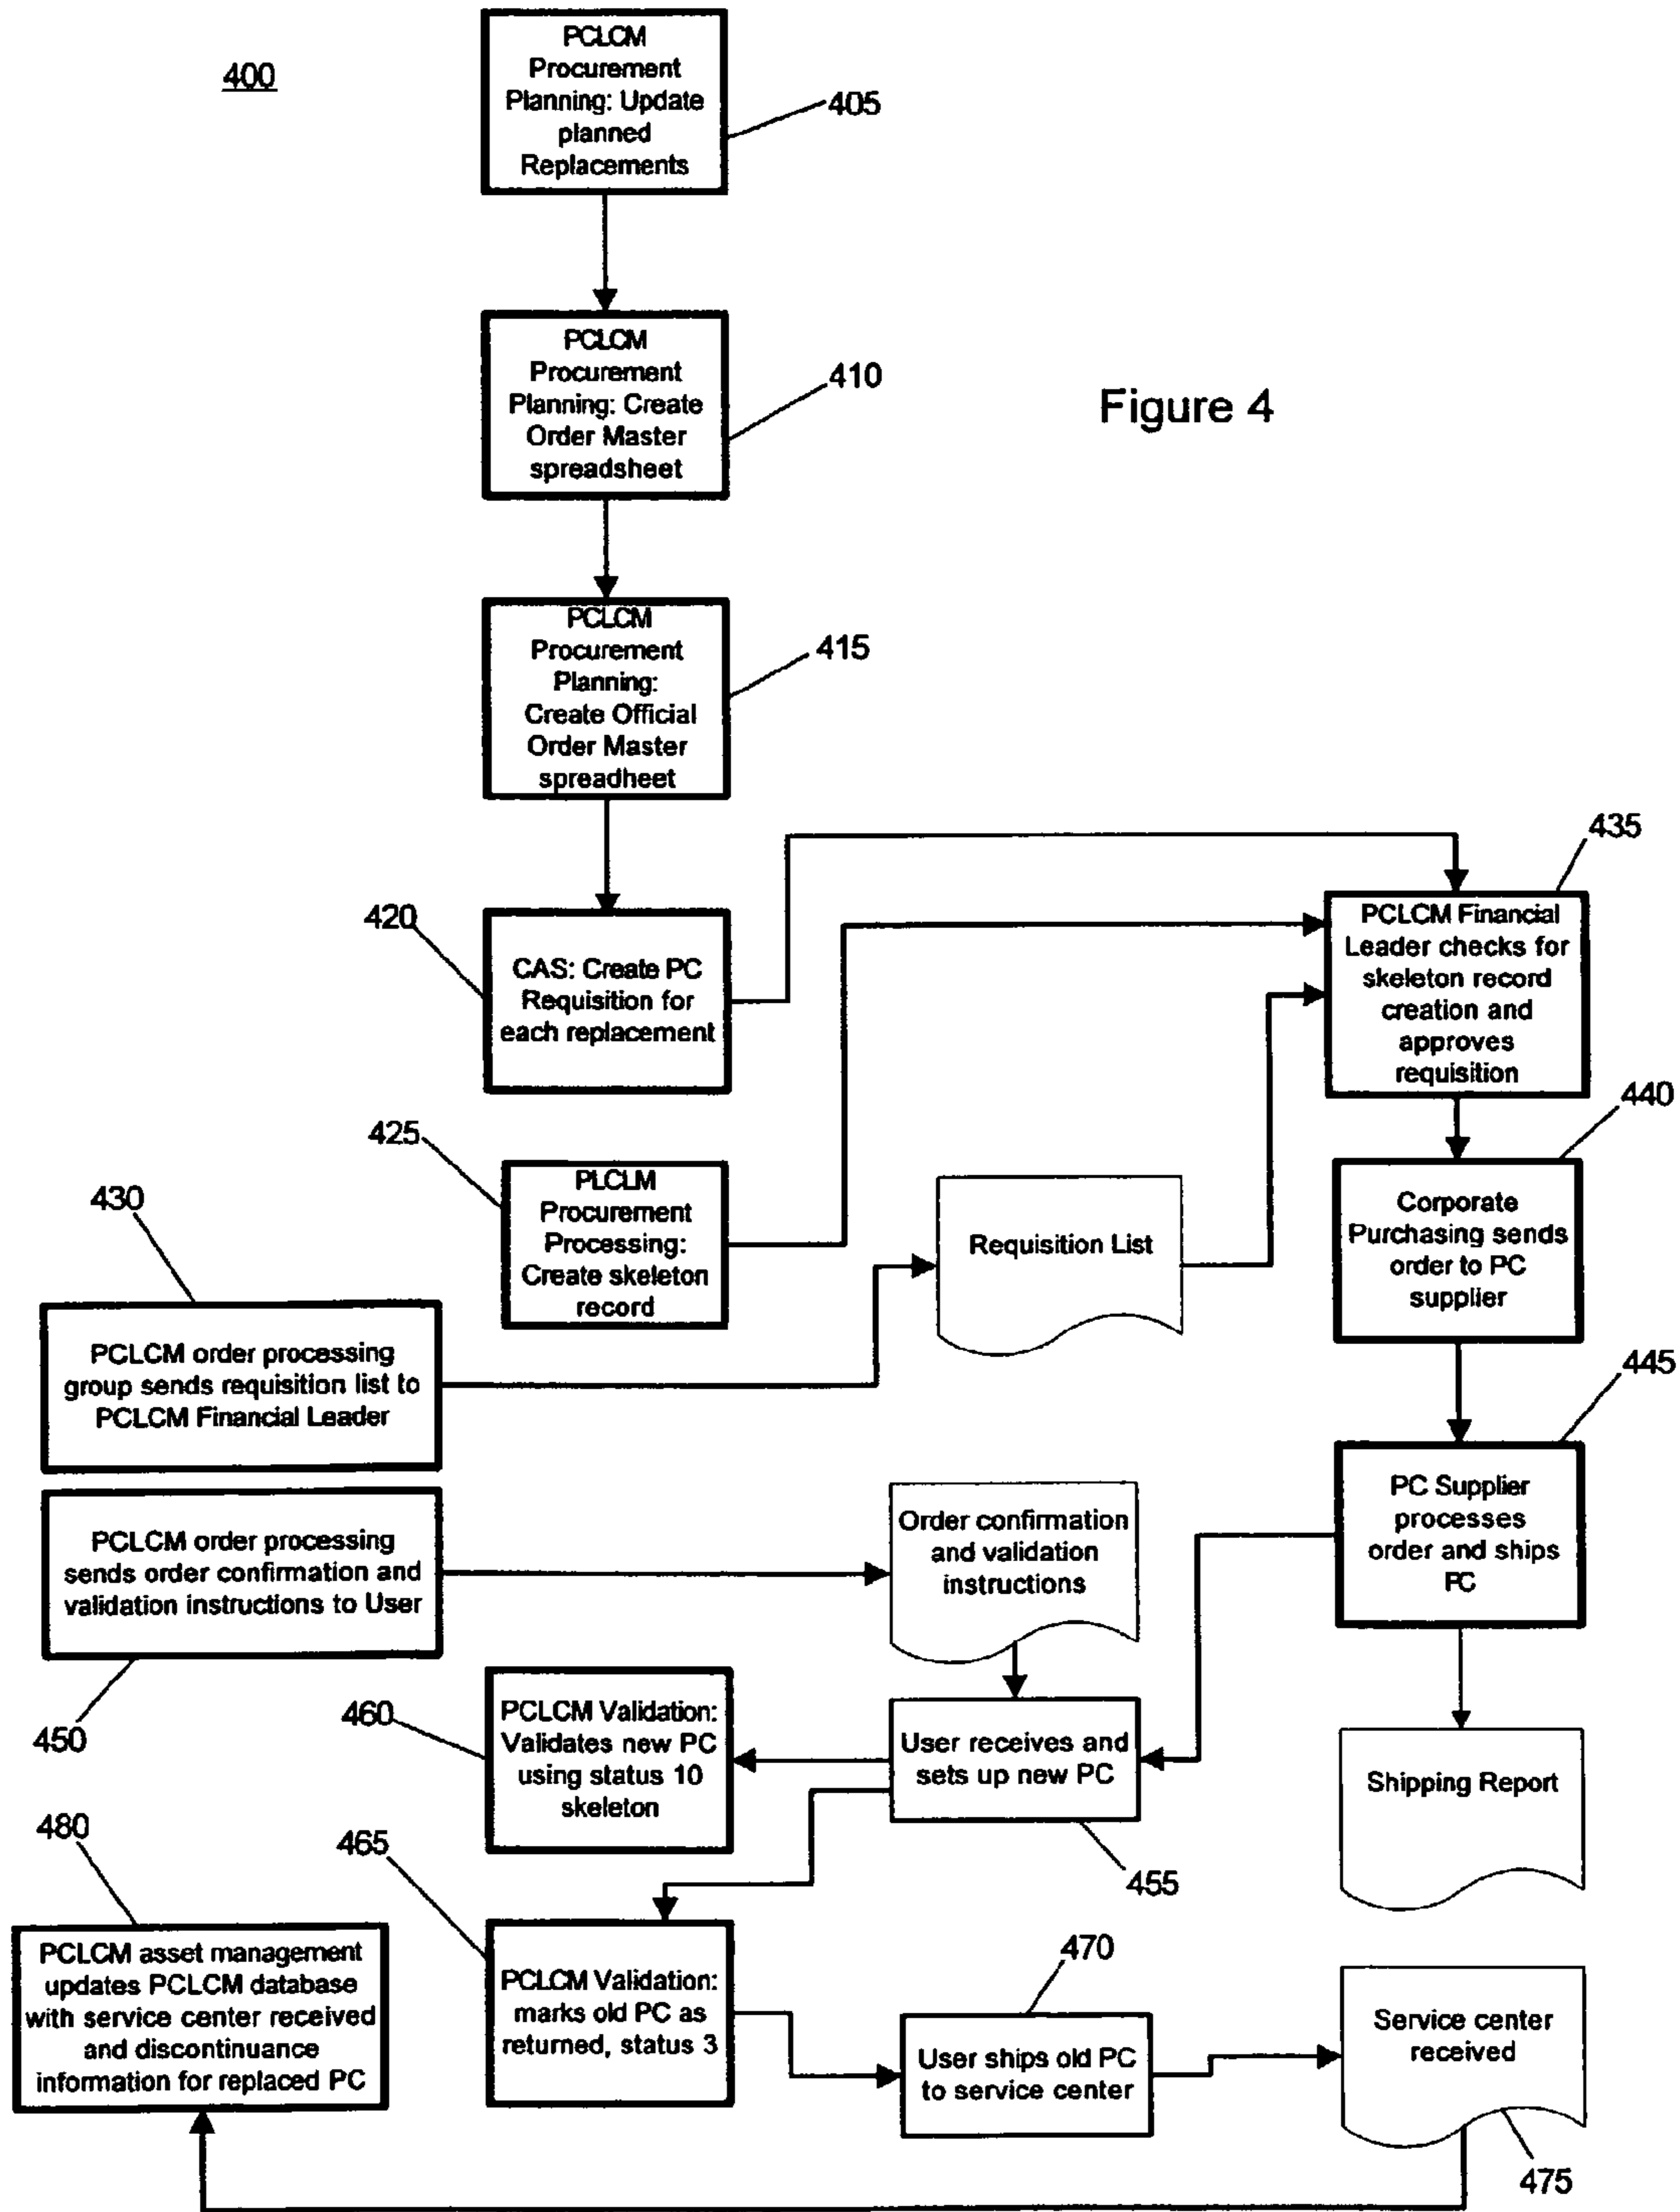 400
PCLCM
Procurement
Planning: Update
planned
Replacements
405
PCLCM
Procurement
Planning: Create
Order Master
spreadsheet
410
Figure 4
PCLCM
Procurement
Planning:
Create Official
Order Master
spreadheet
415
420
CAS: Create PC
Requisition for
each replacement
435
PCLCM Financial
Leader checks for
skeleton record
creation and
approves
requisition
425
PLCLM
Procurement
Processing:
Create skeleton
record
430
PCLCM order processing
group sends requisition list to
PCLCM Financial Leader
Requisition List
440
Corporate
Purchasing sends
order to PC
supplier
445
PC Supplier
processes
order and ships
PC
PCLCM order processing
sends order confirmation and
validation instructions to User
450
Order confirmation
and validation
instructions
460
PCLCM Validation:
Validates new PC
using status 10
skeleton
User receives and
sets up new PC
455
Shipping Report
480
PCLCM asset management
updates PCLCM database
with service center received
and discontinuance
information for replaced PC
465
PCLCM Validation:
marks old PC as
returned, status 3
470
User ships old PC
to service center
Service center
received
475